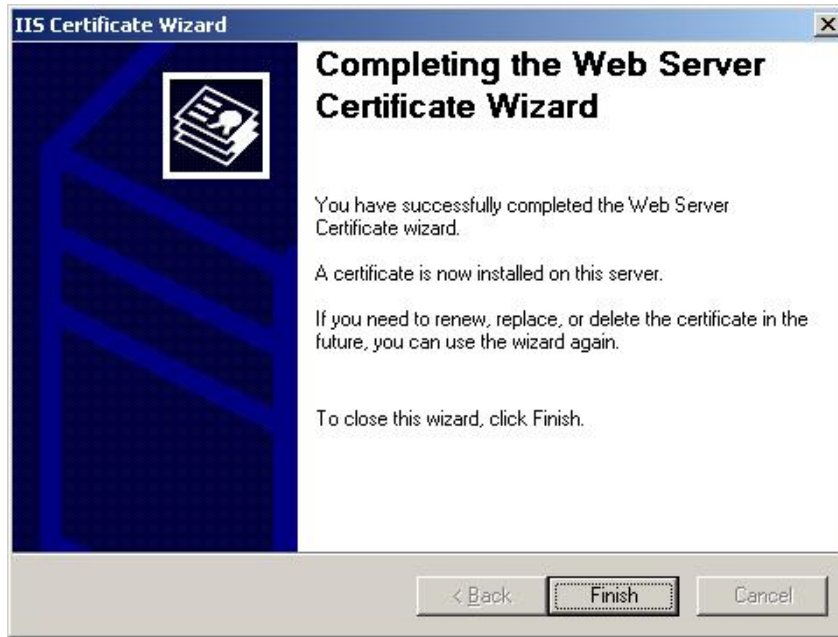 IIS Certificate Wizard
Completing the Web Server
Certificate Wizard
You have successfully completed the Web Server
Certificate wizard.
A certificate is now installed on this server.
If you need to renew, replace, or delete the certificate in the
future, you can use the wizard again.
To close this wizard, click Finish.
< Back Finish Cancel